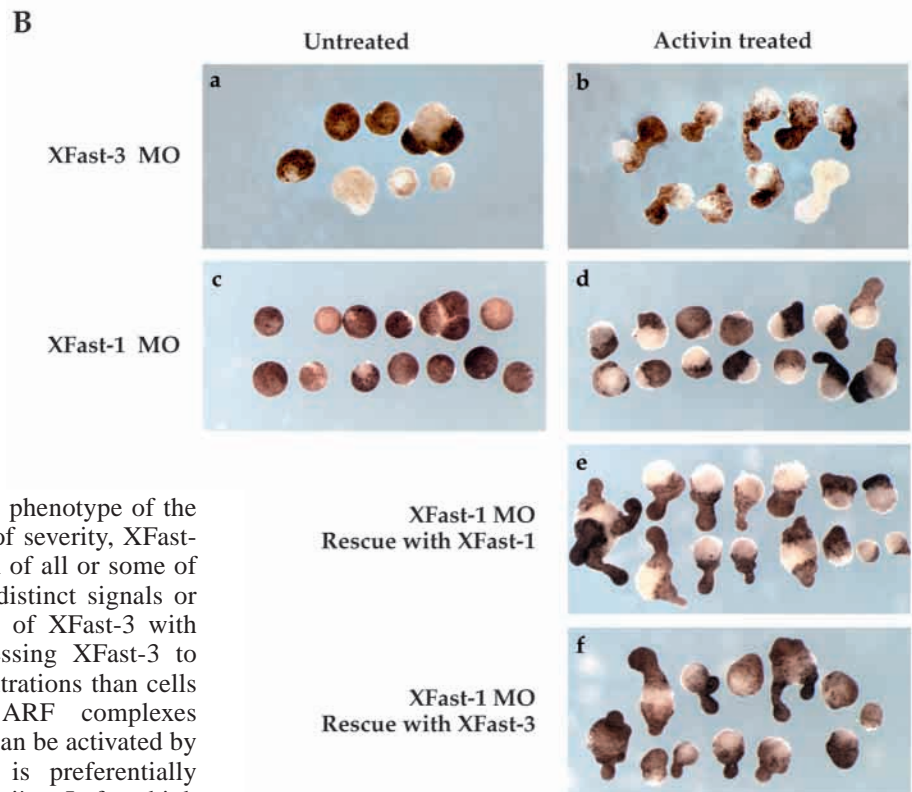 B
Untreated
Activin treated
a
b
XFast-3 MO
c
d
XFast-1 MO
e
XFast-1 MO
Rescue with XFast-1
f
XFast-1 MO
Rescue with XFast-3
phenotype of the
of severity, XFast-
of all or some of
distinct signals or
of XFast-3 with
essing XFast-3 to
trations than cells
ARF complexes
an be activated by
is preferentially